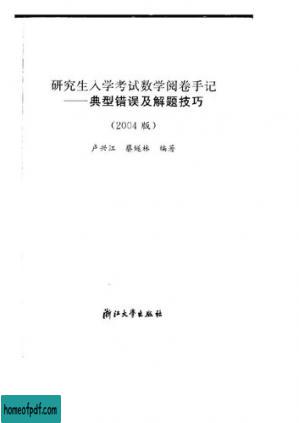 研究生入学考试数学阅卷手记
——典型错误及解题技巧
(2004 版)
卢兴江 蔡燧林 编著
浙江大学出版社
homeofpdf.com